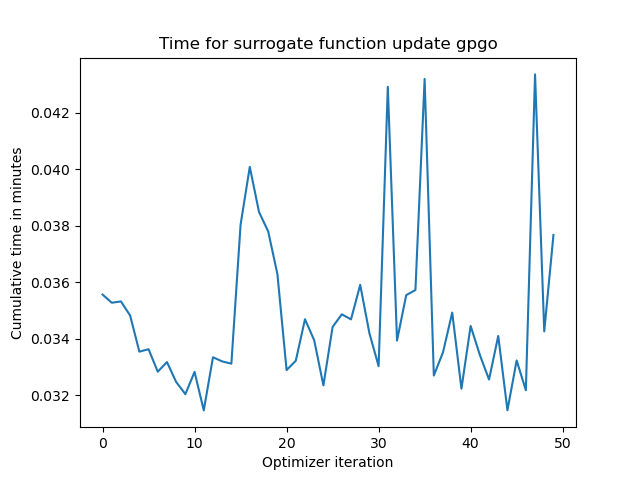 Time for surrogate function update gpgo
Cumulative time in minutes
0.042
0.040
0.038
0.036
0.034
0.032
0 10 20 30 40 50
Optimizer iteration